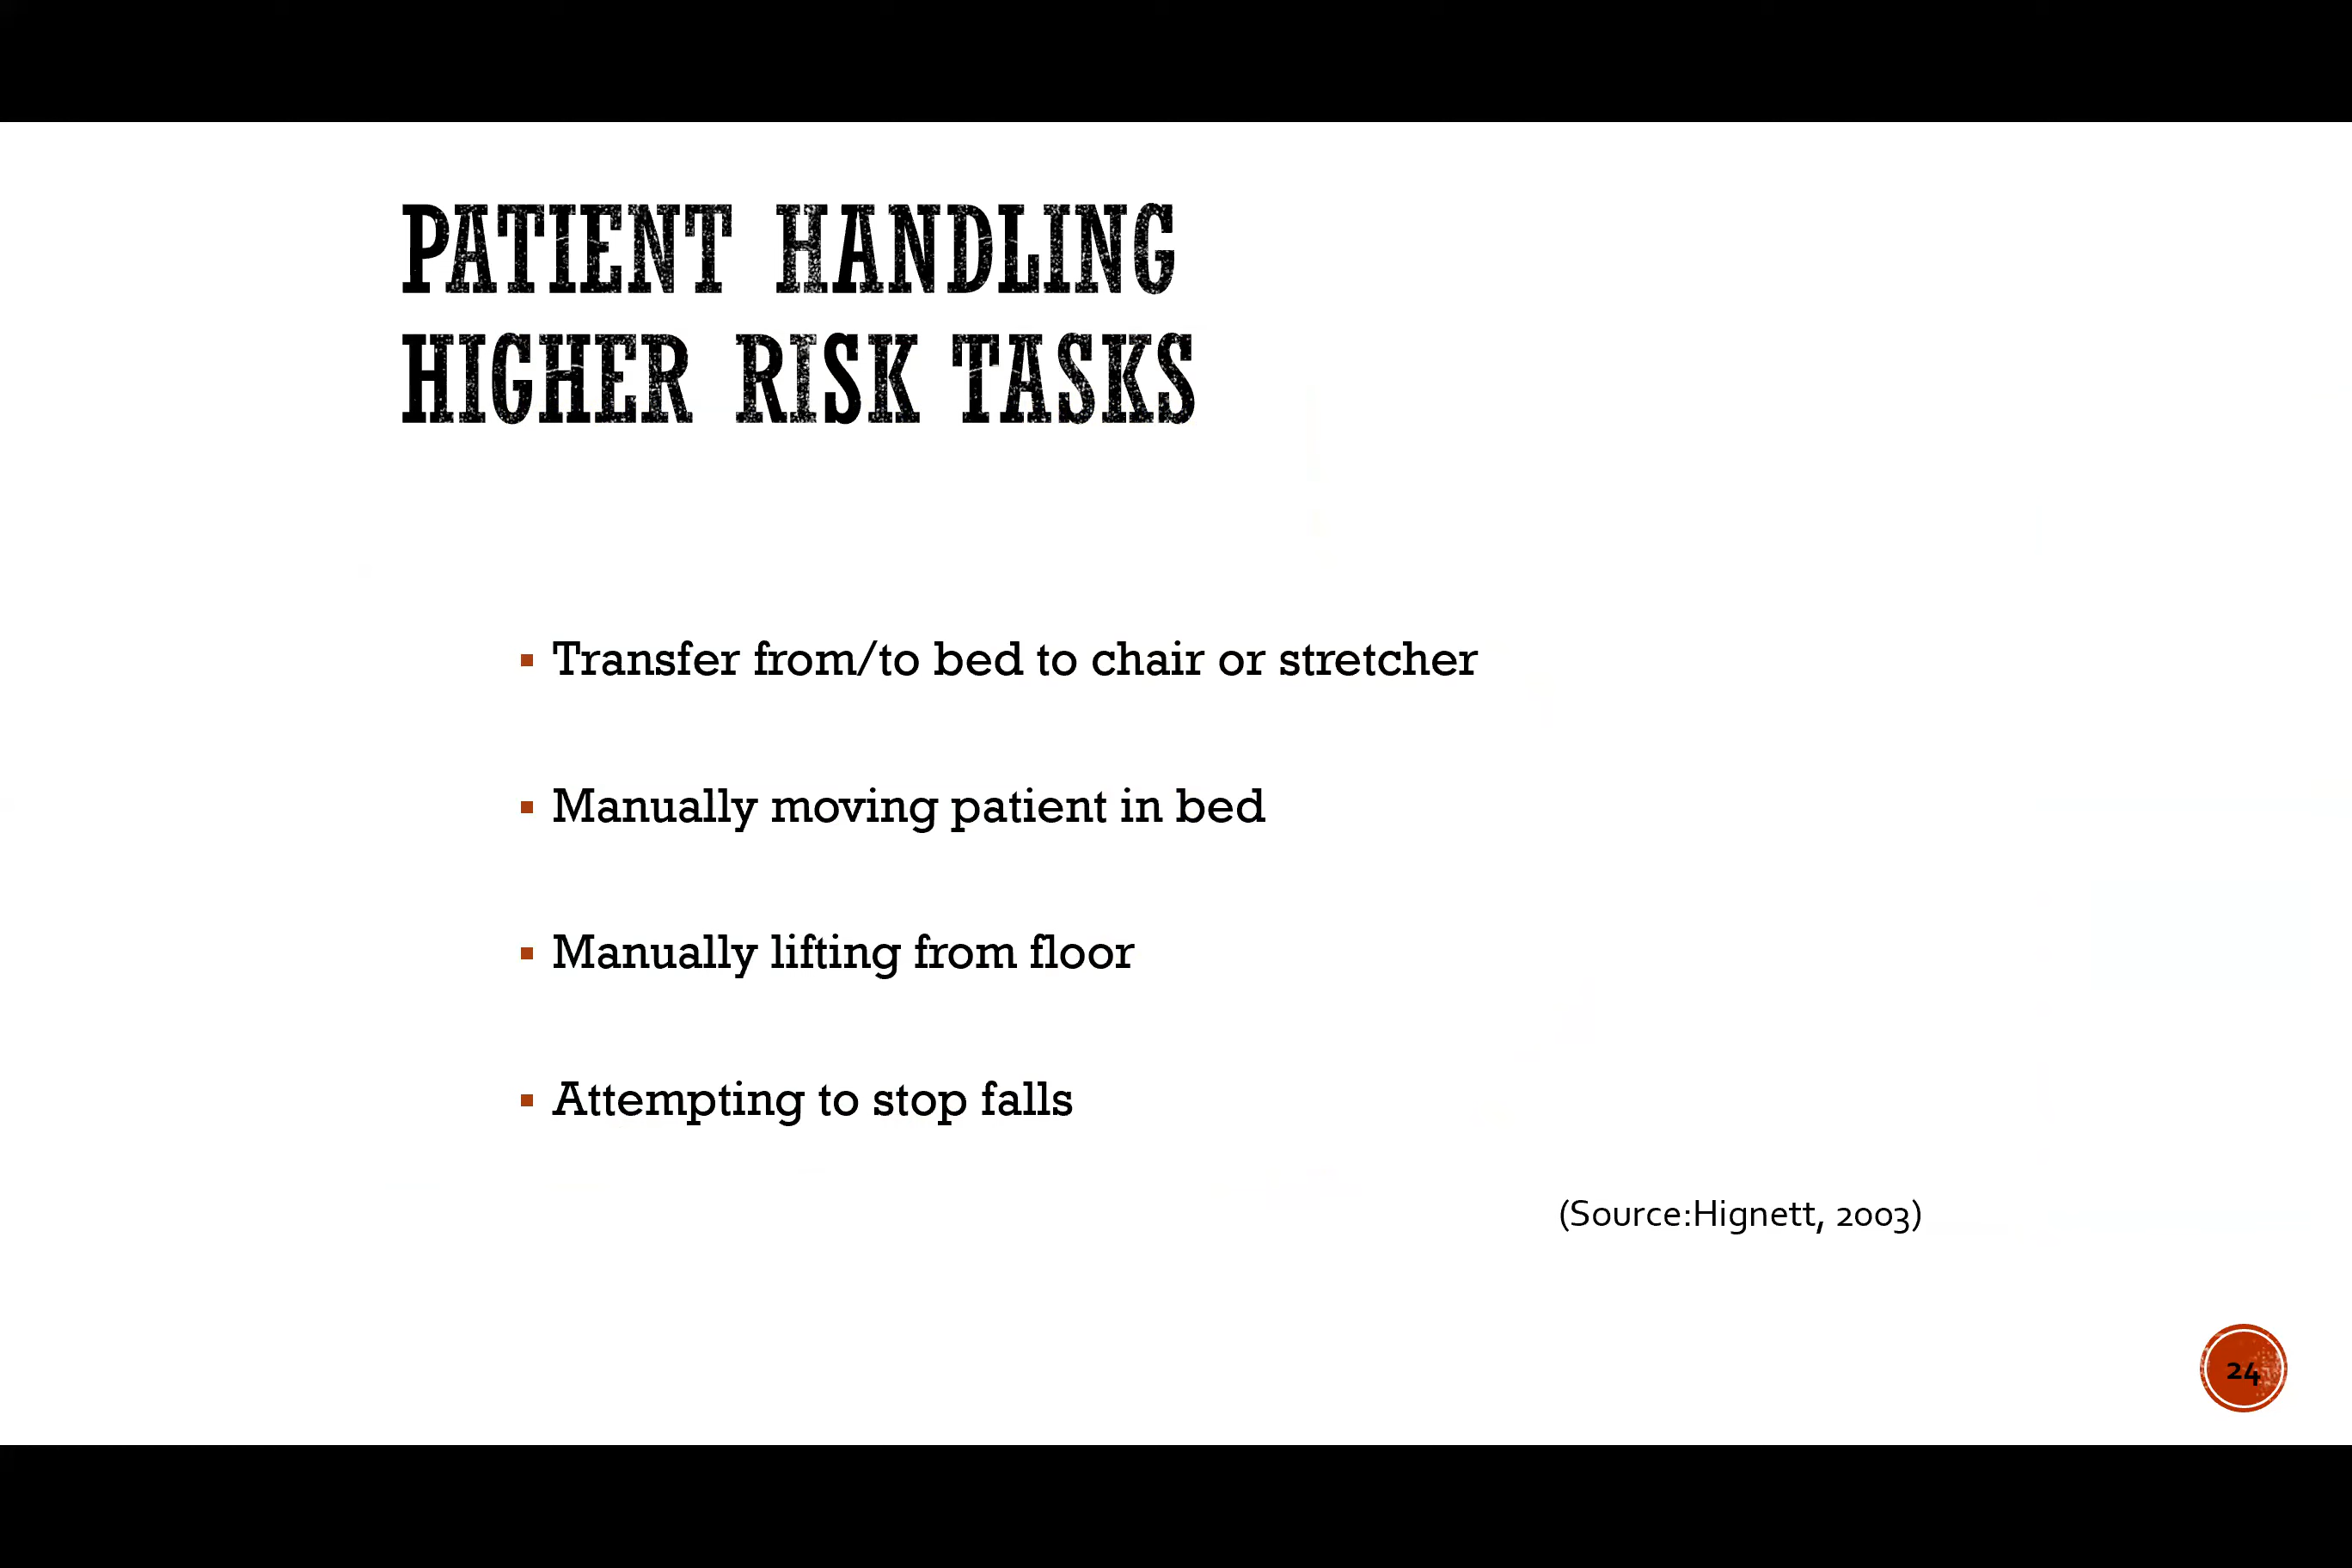 PATIENT HANDLING
HIGHER RISK TASKS
▪ Transfer from/to bed to chair or stretcher
▪ Manually moving patient in bed
▪ Manually lifting from floor
▪ Attempting to stop falls
(Source:Hignett, 2003)
24